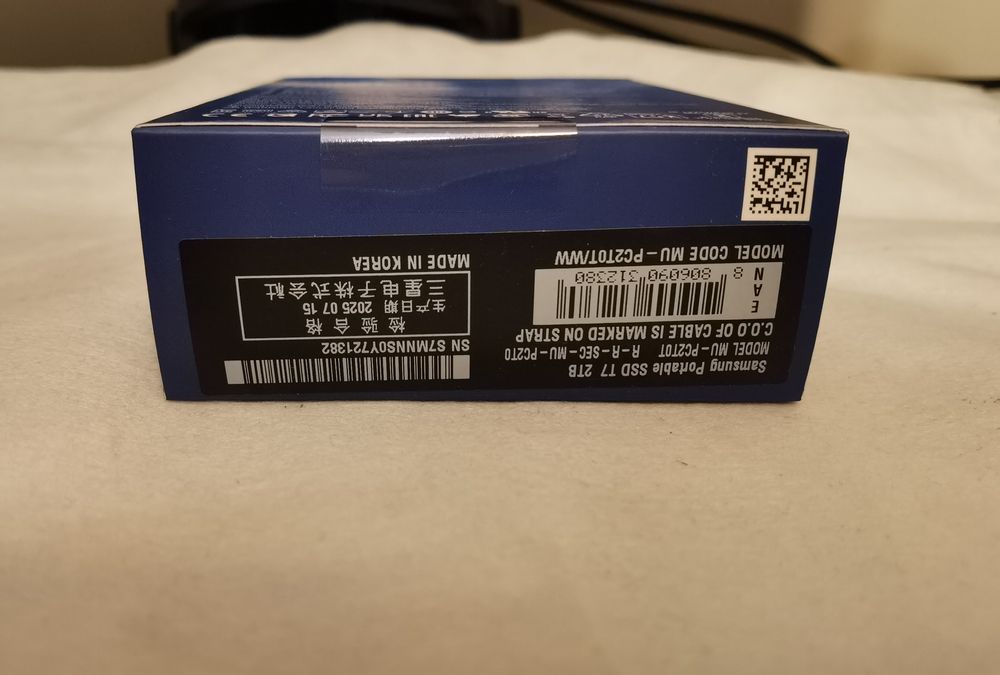 Samsung Portable SSD T7 2TB
MODEL MU-PC2T0T R-R-SEC-MU-PC2T0
C.O.O OF CABLE IS MARKED ON STRAP
EAN
8 806090 312380
MODEL CODE MU-PC2T0T/WW
SN S7MNNS0Y721382
检 验 合 格
生产日期 2025 07 15
三星电子株式会社
MADE IN KOREA